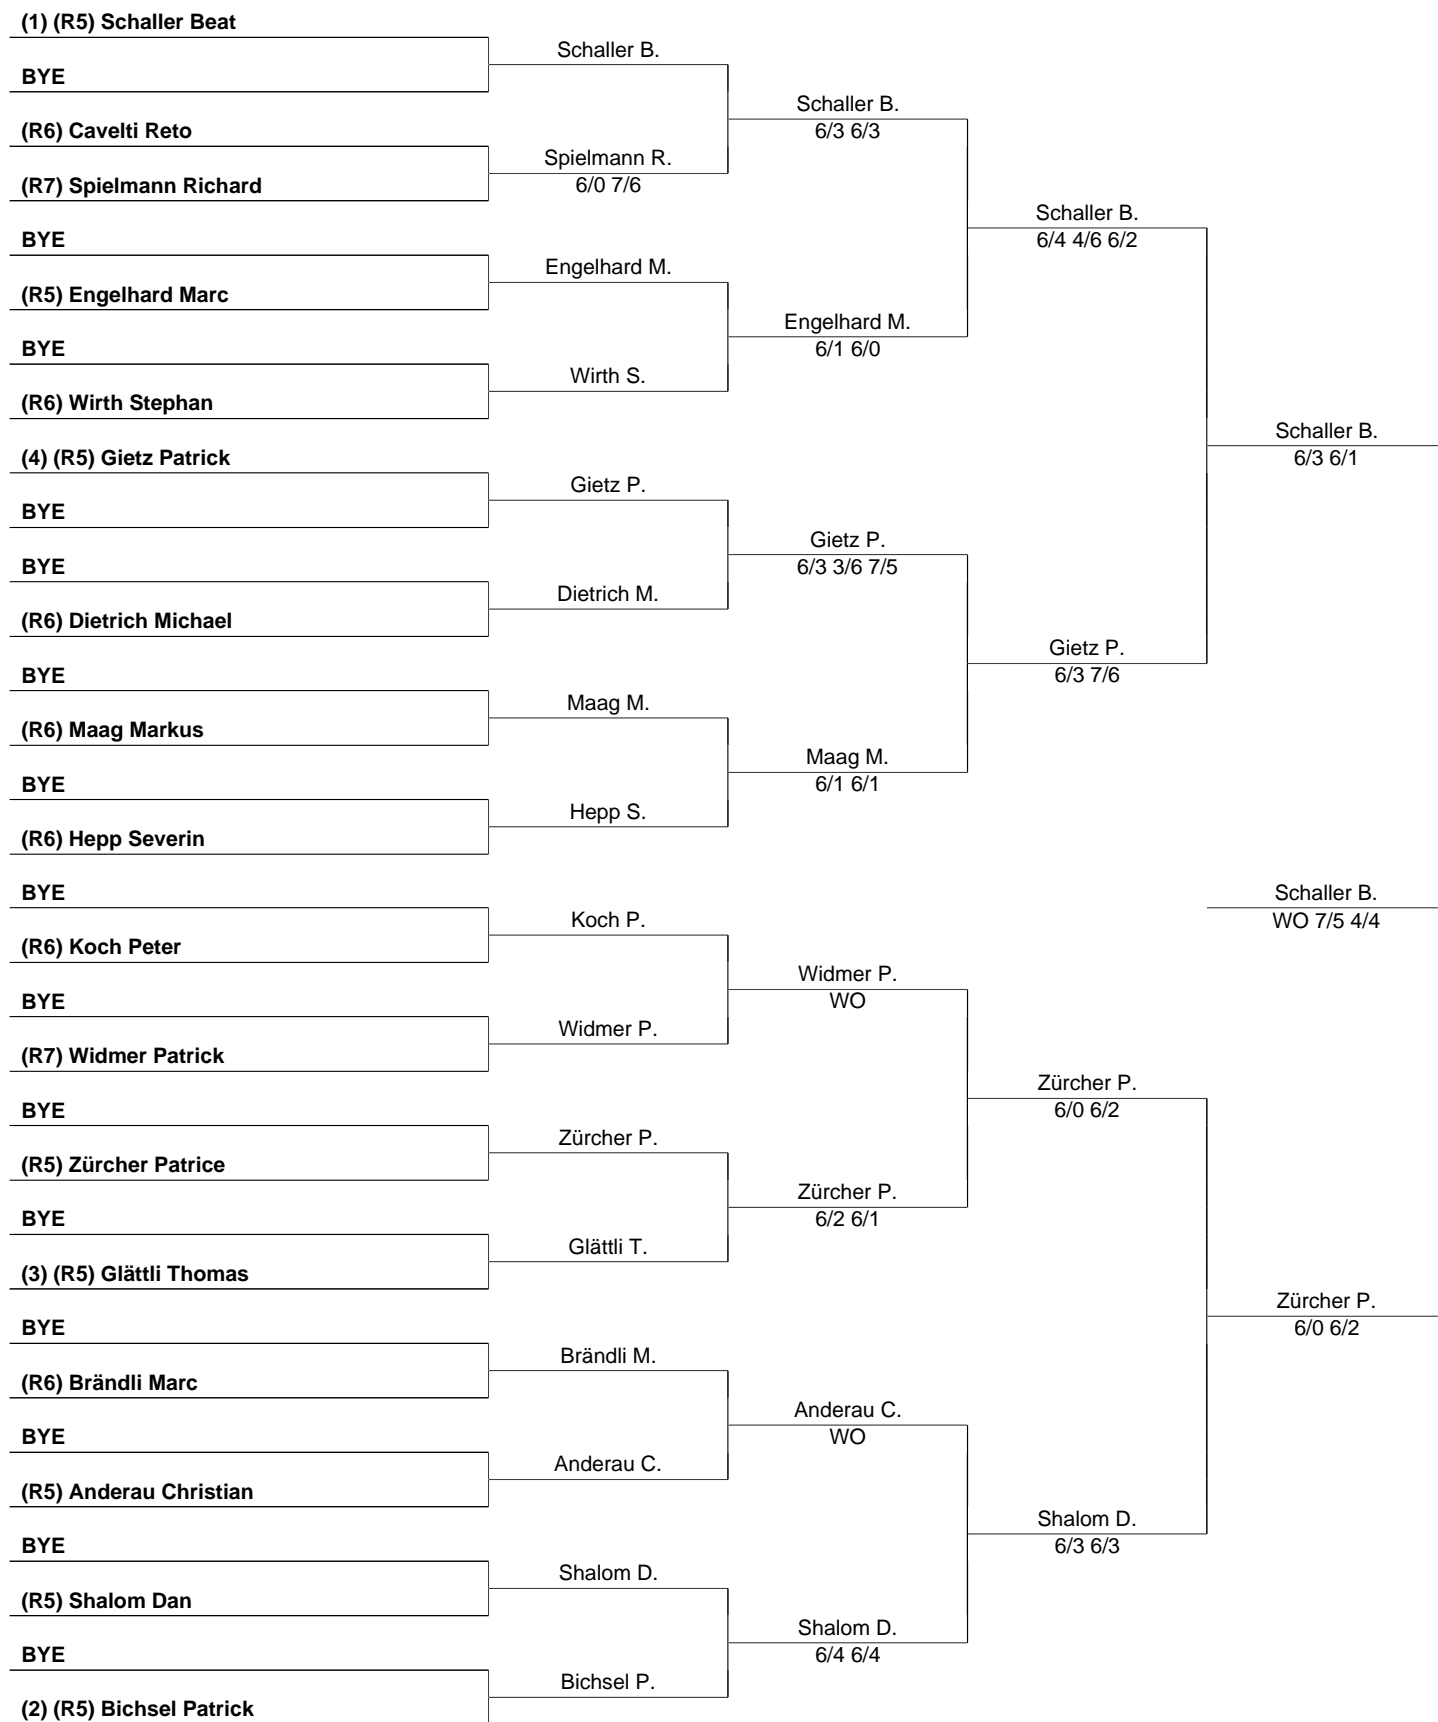 (1) (R5) Schaller Beat
BYE
(R6) Cavelti Reto
(R7) Spielmann Richard
BYE
(R5) Engelhard Marc
BYE
(R6) Wirth Stephan
(4) (R5) Gietz Patrick
BYE
BYE
(R6) Dietrich Michael
BYE
(R6) Maag Markus
BYE
(R6) Hepp Severin
BYE
(R6) Koch Peter
BYE
(R7) Widmer Patrick
BYE
(R5) Zürcher Patrice
BYE
(3) (R5) Glättli Thomas
BYE
(R6) Brändli Marc
BYE
(R5) Anderau Christian
BYE
(R5) Shalom Dan
BYE
(2) (R5) Bichsel Patrick
Schaller B.
Spielmann R.
6/0 7/6
Engelhard M.
Wirth S.
Gietz P.
Dietrich M.
Maag M.
Hepp S.
Koch P.
Widmer P.
Zürcher P.
Glättli T.
Brändli M.
Anderau C.
Shalom D.
Bichsel P.
Schaller B.
6/3 6/3
Engelhard M.
6/1 6/0
Gietz P.
6/3 3/6 7/5
Maag M.
6/1 6/1
Widmer P.
WO
Zürcher P.
6/2 6/1
Anderau C.
WO
Shalom D.
6/4 6/4
Schaller B.
6/4 4/6 6/2
Gietz P.
6/3 7/6
Zürcher P.
6/0 6/2
Shalom D.
6/3 6/3
Schaller B.
6/3 6/1
Schaller B.
WO 7/5 4/4
Zürcher P.
6/0 6/2